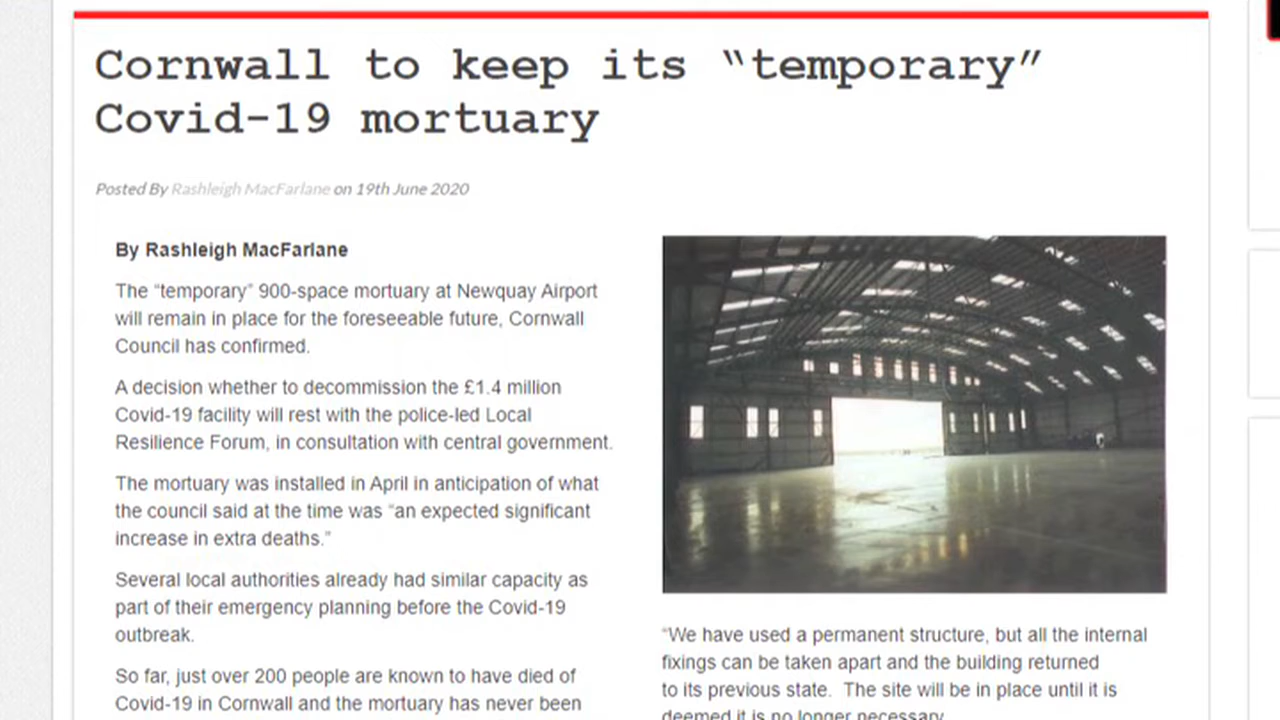 Cornwall to keep its “temporary”
Covid-19 mortuary
Posted By Rashleigh MacFarlane on 19th June 2020
By Rashleigh MacFarlane
The “temporary” 900-space mortuary at Newquay Airport
will remain in place for the foreseeable future, Cornwall
Council has confirmed.
A decision whether to decommission the £1.4 million
Covid-19 facility will rest with the police-led Local
Resilience Forum, in consultation with central government.
The mortuary was installed in April in anticipation of what
the council said at the time was “an expected significant
increase in extra deaths.”
Several local authorities already had similar capacity as
part of their emergency planning before the Covid-19
outbreak.
So far, just over 200 people are known to have died of
Covid-19 in Cornwall and the mortuary has never been
“We have used a permanent structure, but all the internal
fixings can be taken apart and the building returned
to its previous state.  The site will be in place until it is
deemed it is no longer necessary